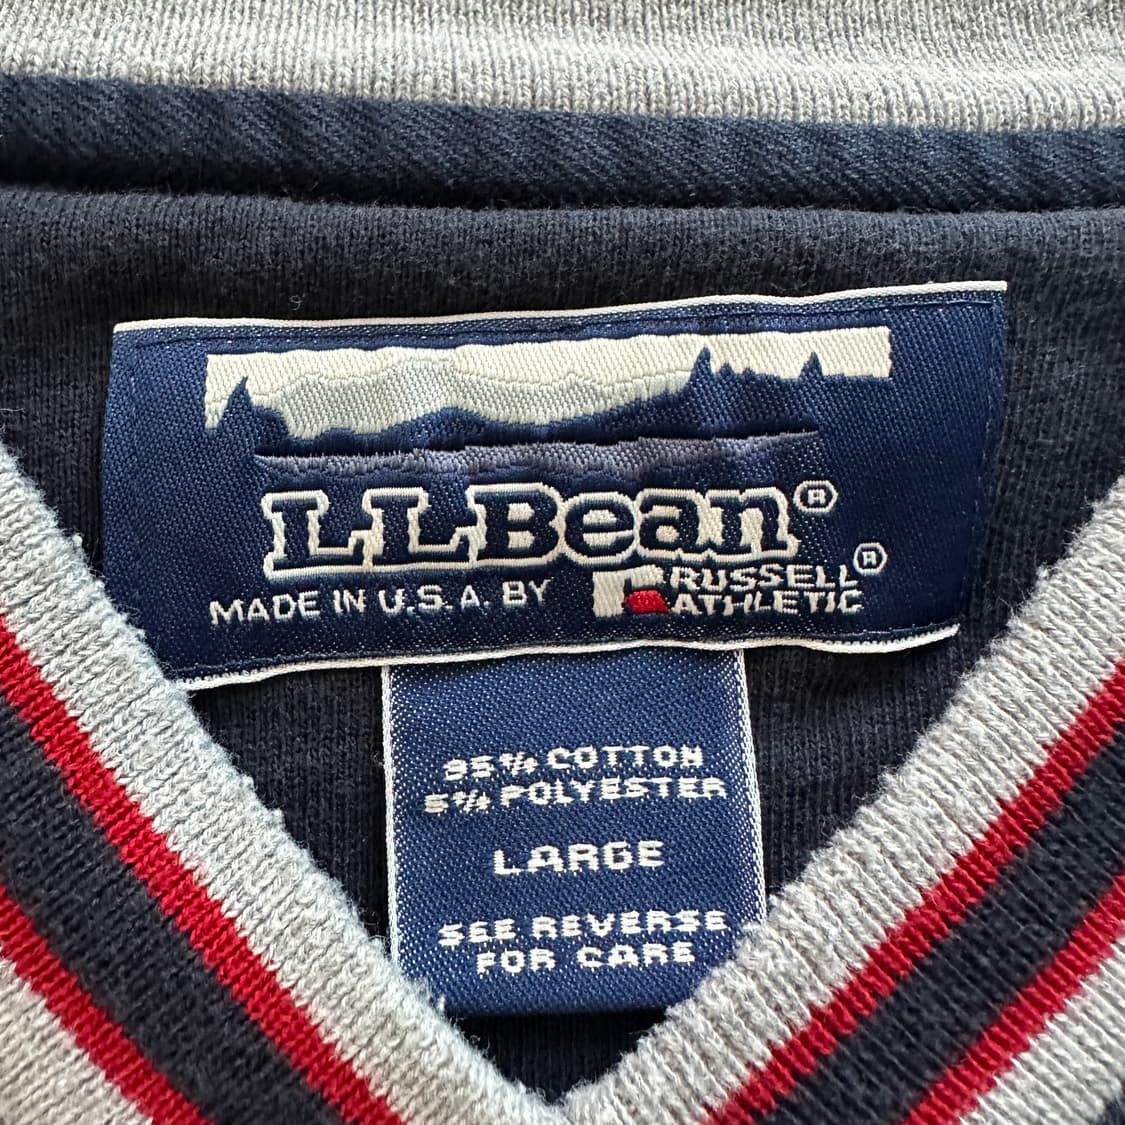 L.L.Bean®
MADE IN U.S.A. BY RUSSELL ATHLETIC®
95% COTTON
5% POLYESTER
LARGE
SEE REVERSE
FOR CARE